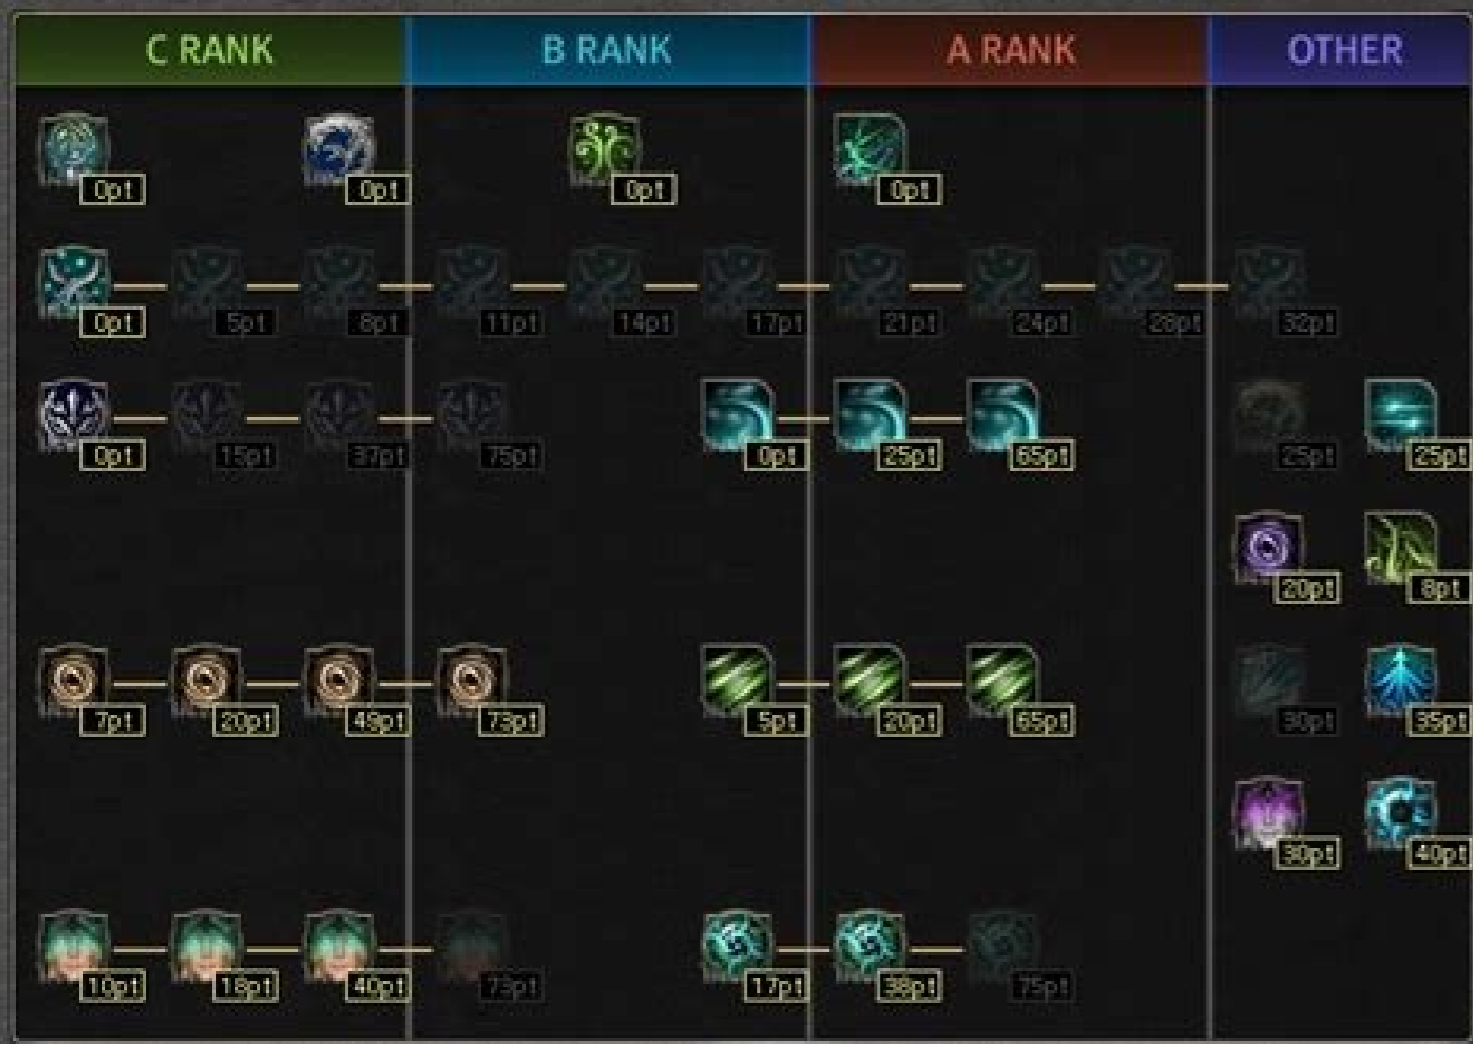 C RANK B RANK A RANK OTHER
0pt 0pt 0pt 0pt
0pt 5pt 8pt 11pt 14pt 17pt 21pt 24pt 28pt 32pt
0pt 15pt 37pt 75pt 0pt 25pt 65pt 25pt 25pt
20pt 8pt
7pt 20pt 49pt 73pt 5pt 20pt 65pt 30pt 35pt
30pt 40pt
10pt 18pt 40pt 73pt 17pt 38pt 75pt